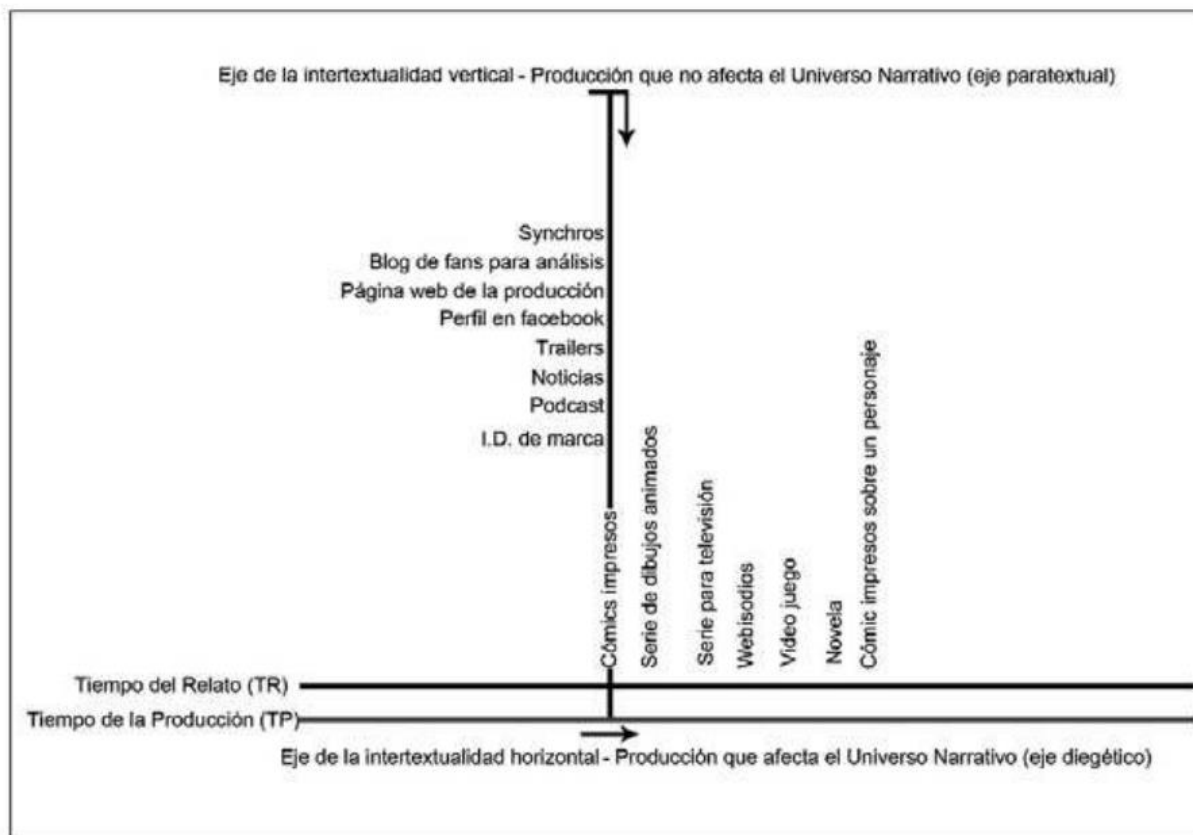 Eje de la intertextualidad vertical - Producción que no afecta el Universo Narrativo (eje paratextual)
Synchros
Blog de fans para análisis
Página web de la producción
Perfil en facebook
Trailers
Noticias
Podcast
I.D. de marca
Cómics impresos
Serie de dibujos animados
Serie para televisión
Webisodios
Video juego
Novela
Cómic impresos sobre un personaje
Tiempo del Relato (TR)
Tiempo de la Producción (TP)
Eje de la intertextualidad horizontal - Producción que afecta el Universo Narrativo (eje diegético)